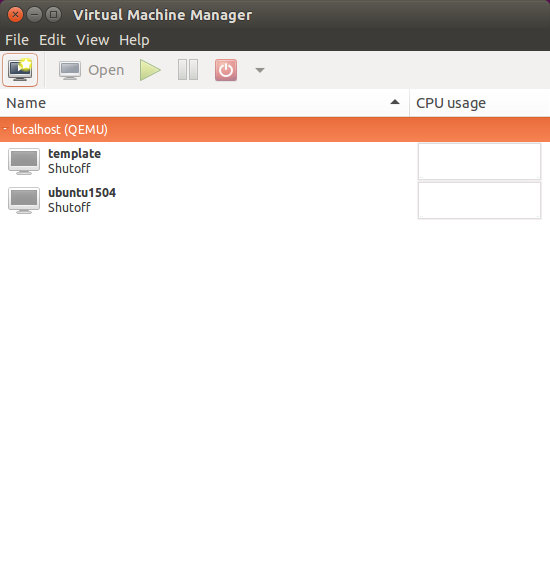 Virtual Machine Manager
File Edit View Help
Open
Name CPU usage
localhost (QEMU)
template
Shutoff
ubuntu1504
Shutoff